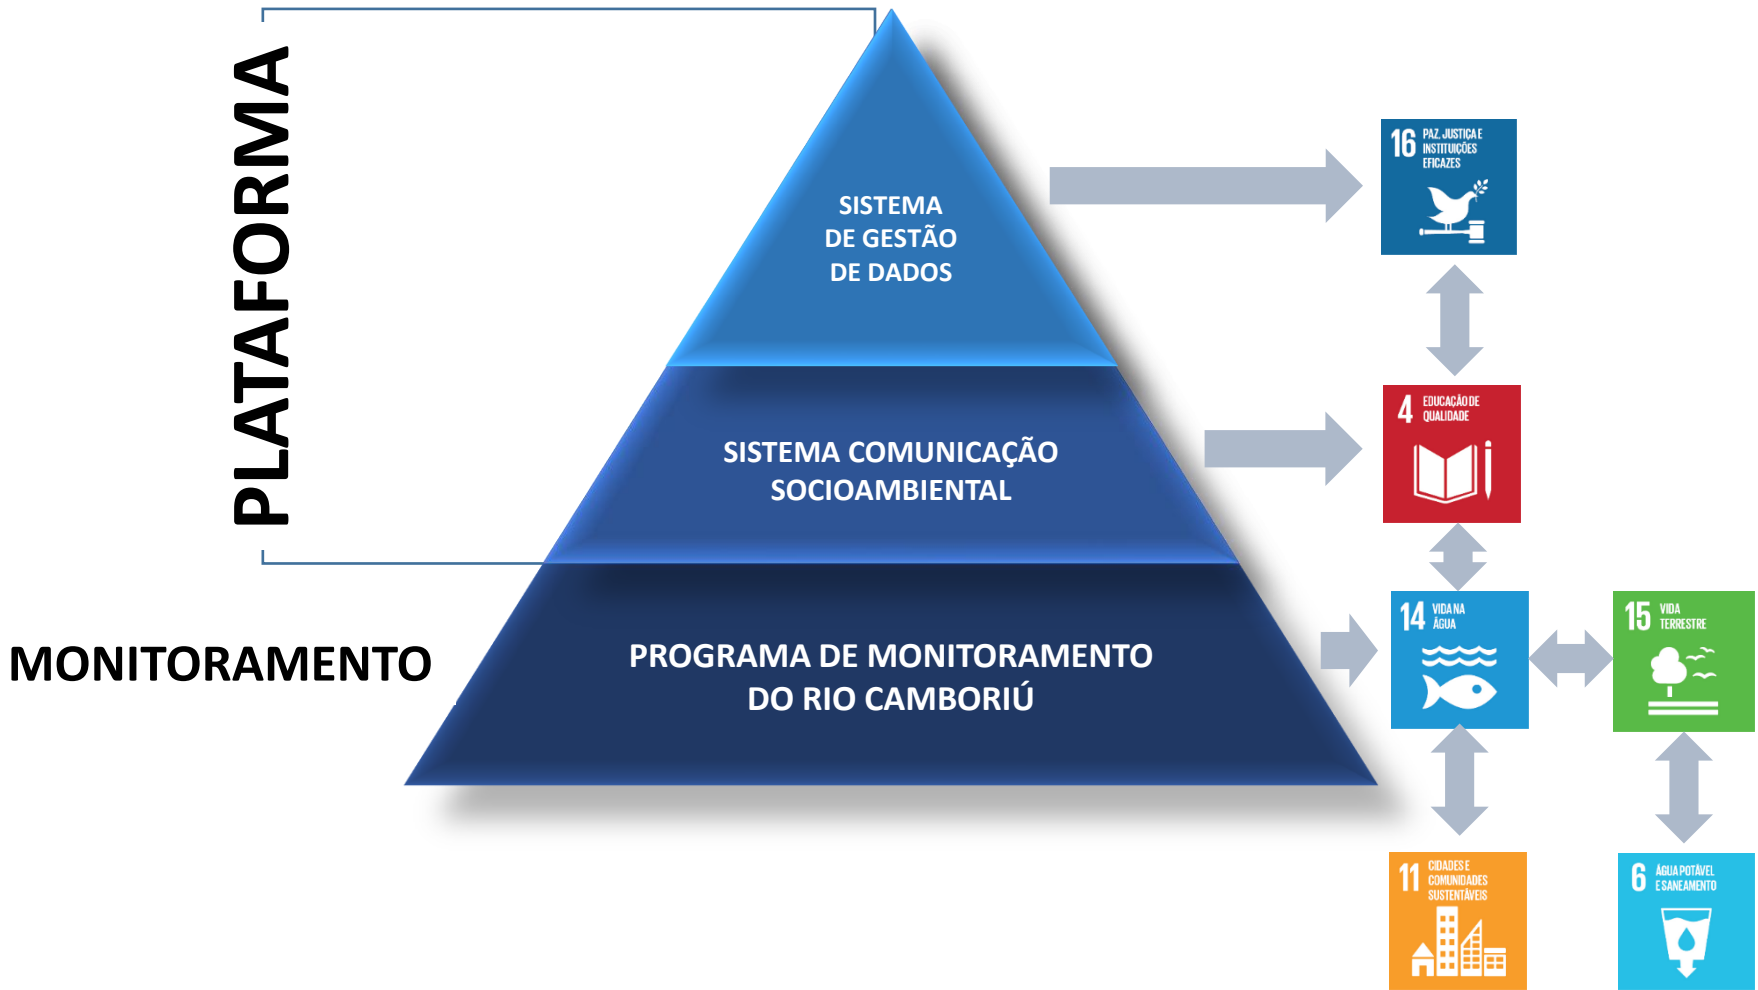 PLATAFORMA
SISTEMA
DE GESTÃO
DE DADOS
16 PAZ, JUSTIÇA E
INSTITUIÇÕES
EFICAZES
SISTEMA COMUNICAÇÃO
SOCIOAMBIENTAL
4 EDUCAÇÃO DE
QUALIDADE
MONITORAMENTO
PROGRAMA DE MONITORAMENTO
DO RIO CAMBORIÚ
14 VIDA NA
ÁGUA
15 VIDA
TERRESTRE
11 CIDADES E
COMUNIDADES
SUSTENTÁVEIS
6 ÁGUA POTÁVEL
E SANEAMENTO